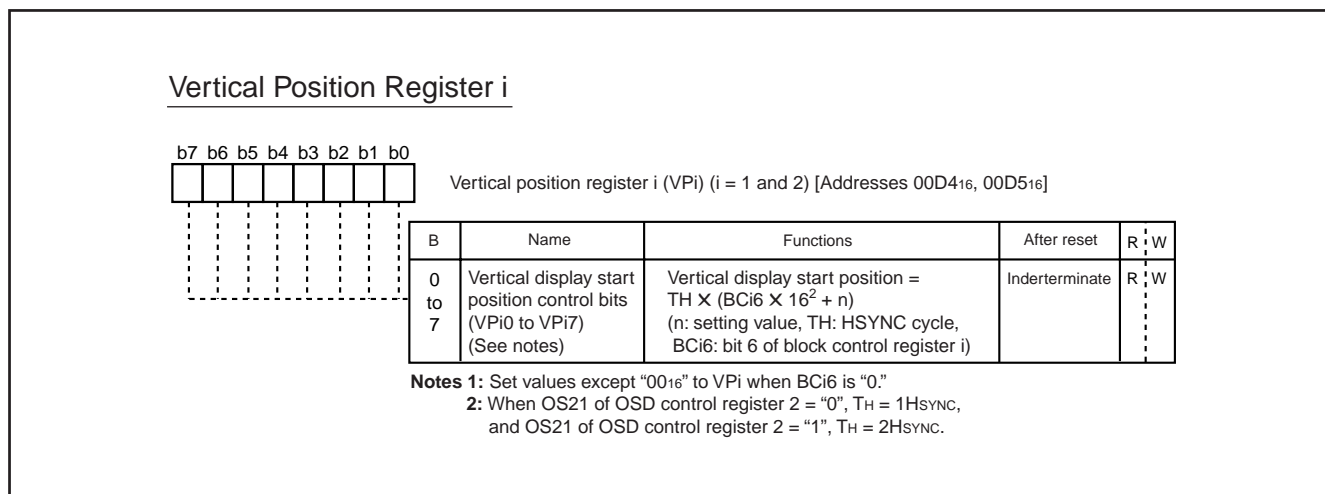 Vertical Position Register i
b7 b6 b5 b4 b3 b2 b1 b0
Vertical position register i (VPi) (i = 1 and 2) [Addresses 00D416, 00D516]
B Name Functions After reset R W
0 to 7
Vertical display start
position control bits
(VPi0 to VPi7)
(See notes)
Vertical display start position =
TH X (BCi6 X 16² + n)
(n: setting value, TH: HSYNC cycle,
BCi6: bit 6 of block control register i)
Inderterminate R W
Notes 1: Set values except “0016” to VPi when BCi6 is “0.”
2: When OS21 of OSD control register 2 = “0”, TH = 1HSYNC,
and OS21 of OSD control register 2 = “1”, TH = 2HSYNC.